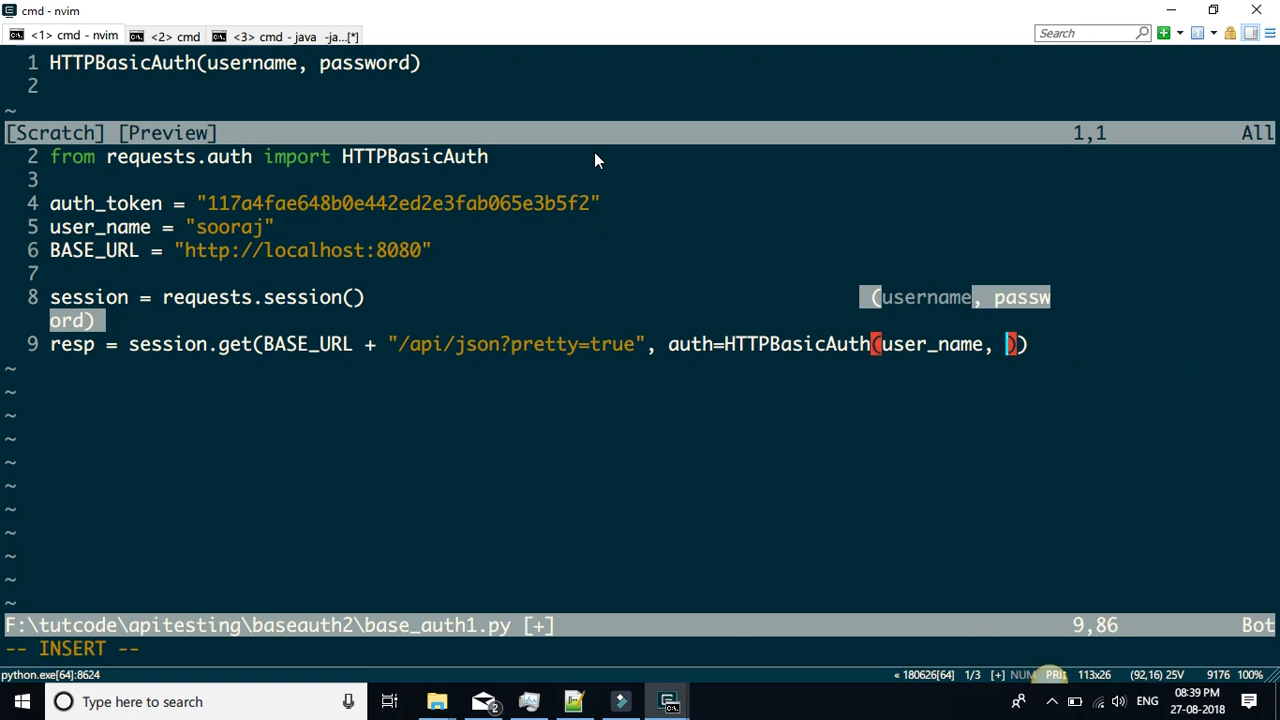 cmd - nvim
<1> cmd - nvim <2> cmd <3> cmd - java -ja...[*] Search
1 HTTPBasicAuth(username, password)
2
~
[Scratch] [Preview] 1,1 All
2 from requests.auth import HTTPBasicAuth
3
4 auth_token = "117a4fae648b0e442ed2e3fab065e3b5f2"
5 user_name = "sooraj"
6 BASE_URL = "http://localhost:8080"
7
8 session = requests.session() (username, passw
ord)
9 resp = session.get(BASE_URL + "/api/json?pretty=true", auth=HTTPBasicAuth(user_name, ))
~
~
~
~
~
~
~
~
~
~
~
F:\tutcode\apitesting\baseauth2\base_auth1.py [+] 9,86 Bot
-- INSERT --
python.exe[64]:8624 « 180626[64] 1/3 [+] NUM PRI: 113x26 (92,16) 25V 9176 100%
Type here to search 2 ENG 08:39 PM
27-08-2018